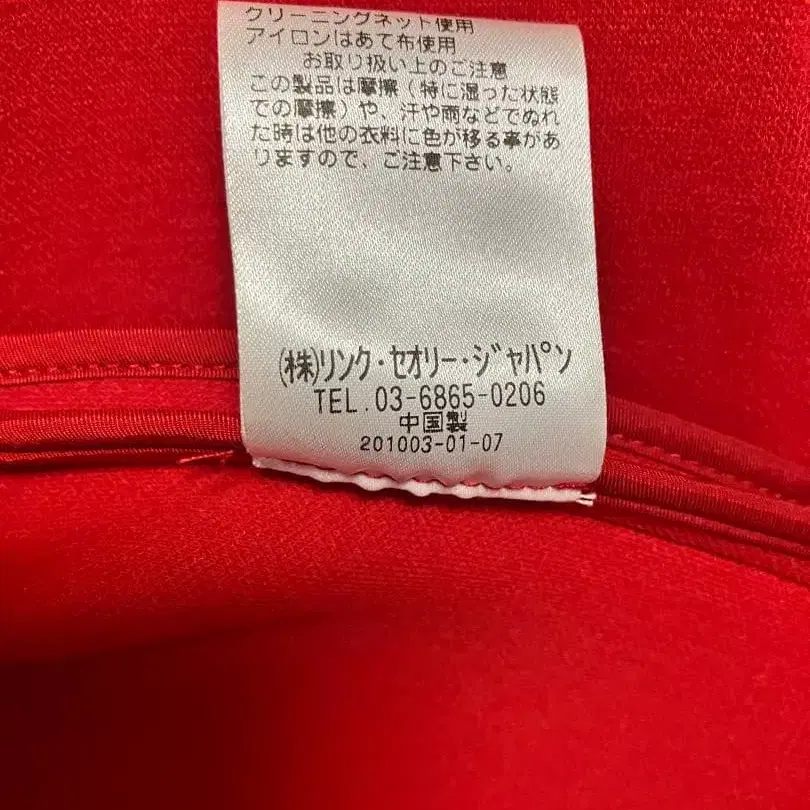 クリーニングネット使用
アイロンはあて布使用
お取り扱い上のご注意
この製品は摩擦(特に湿った状態
での摩擦)や、汗や雨などでぬれ
た時は他の衣料に色が移る事があ
りますので、ご注意下さい。
(株)リンク・セオリー・ジャパン
TEL.03-6865-0206
中国製
201003-01-07